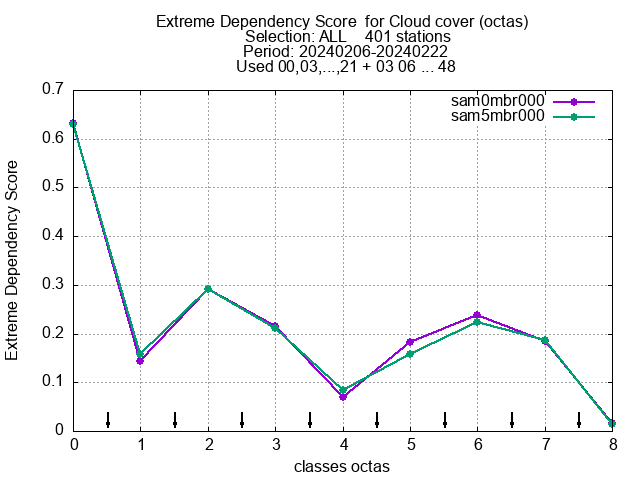 Extreme Dependency Score  for Cloud cover (octas)
Selection: ALL    401 stations
Period: 20240206-20240222
Used 00,03,...,21 + 03 06 ... 48
sam0mbr000
sam5mbr000
Extreme Dependency Score
0.7
0.6
0.5
0.4
0.3
0.2
0.1
0
0 1 2 3 4 5 6 7 8
classes octas